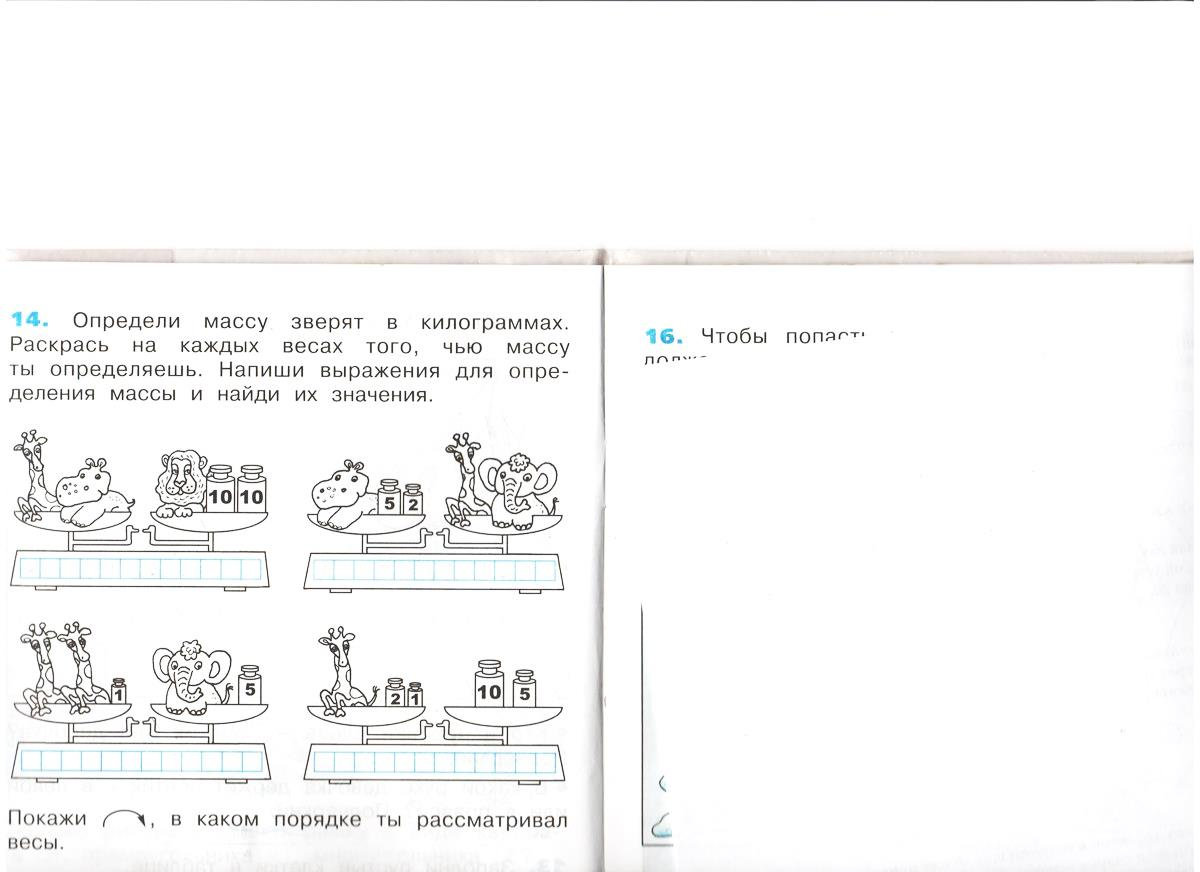 14. Определи массу зверят в килограммах.
Раскрась на каждых весах того, чью массу
ты определяешь. Напиши выражения для опре-
деления массы и найди их значения.
10 10
5 2
1
5
2 1
10 5
Покажи , в каком порядке ты рассматривал
весы.
16. Чтобы попасть